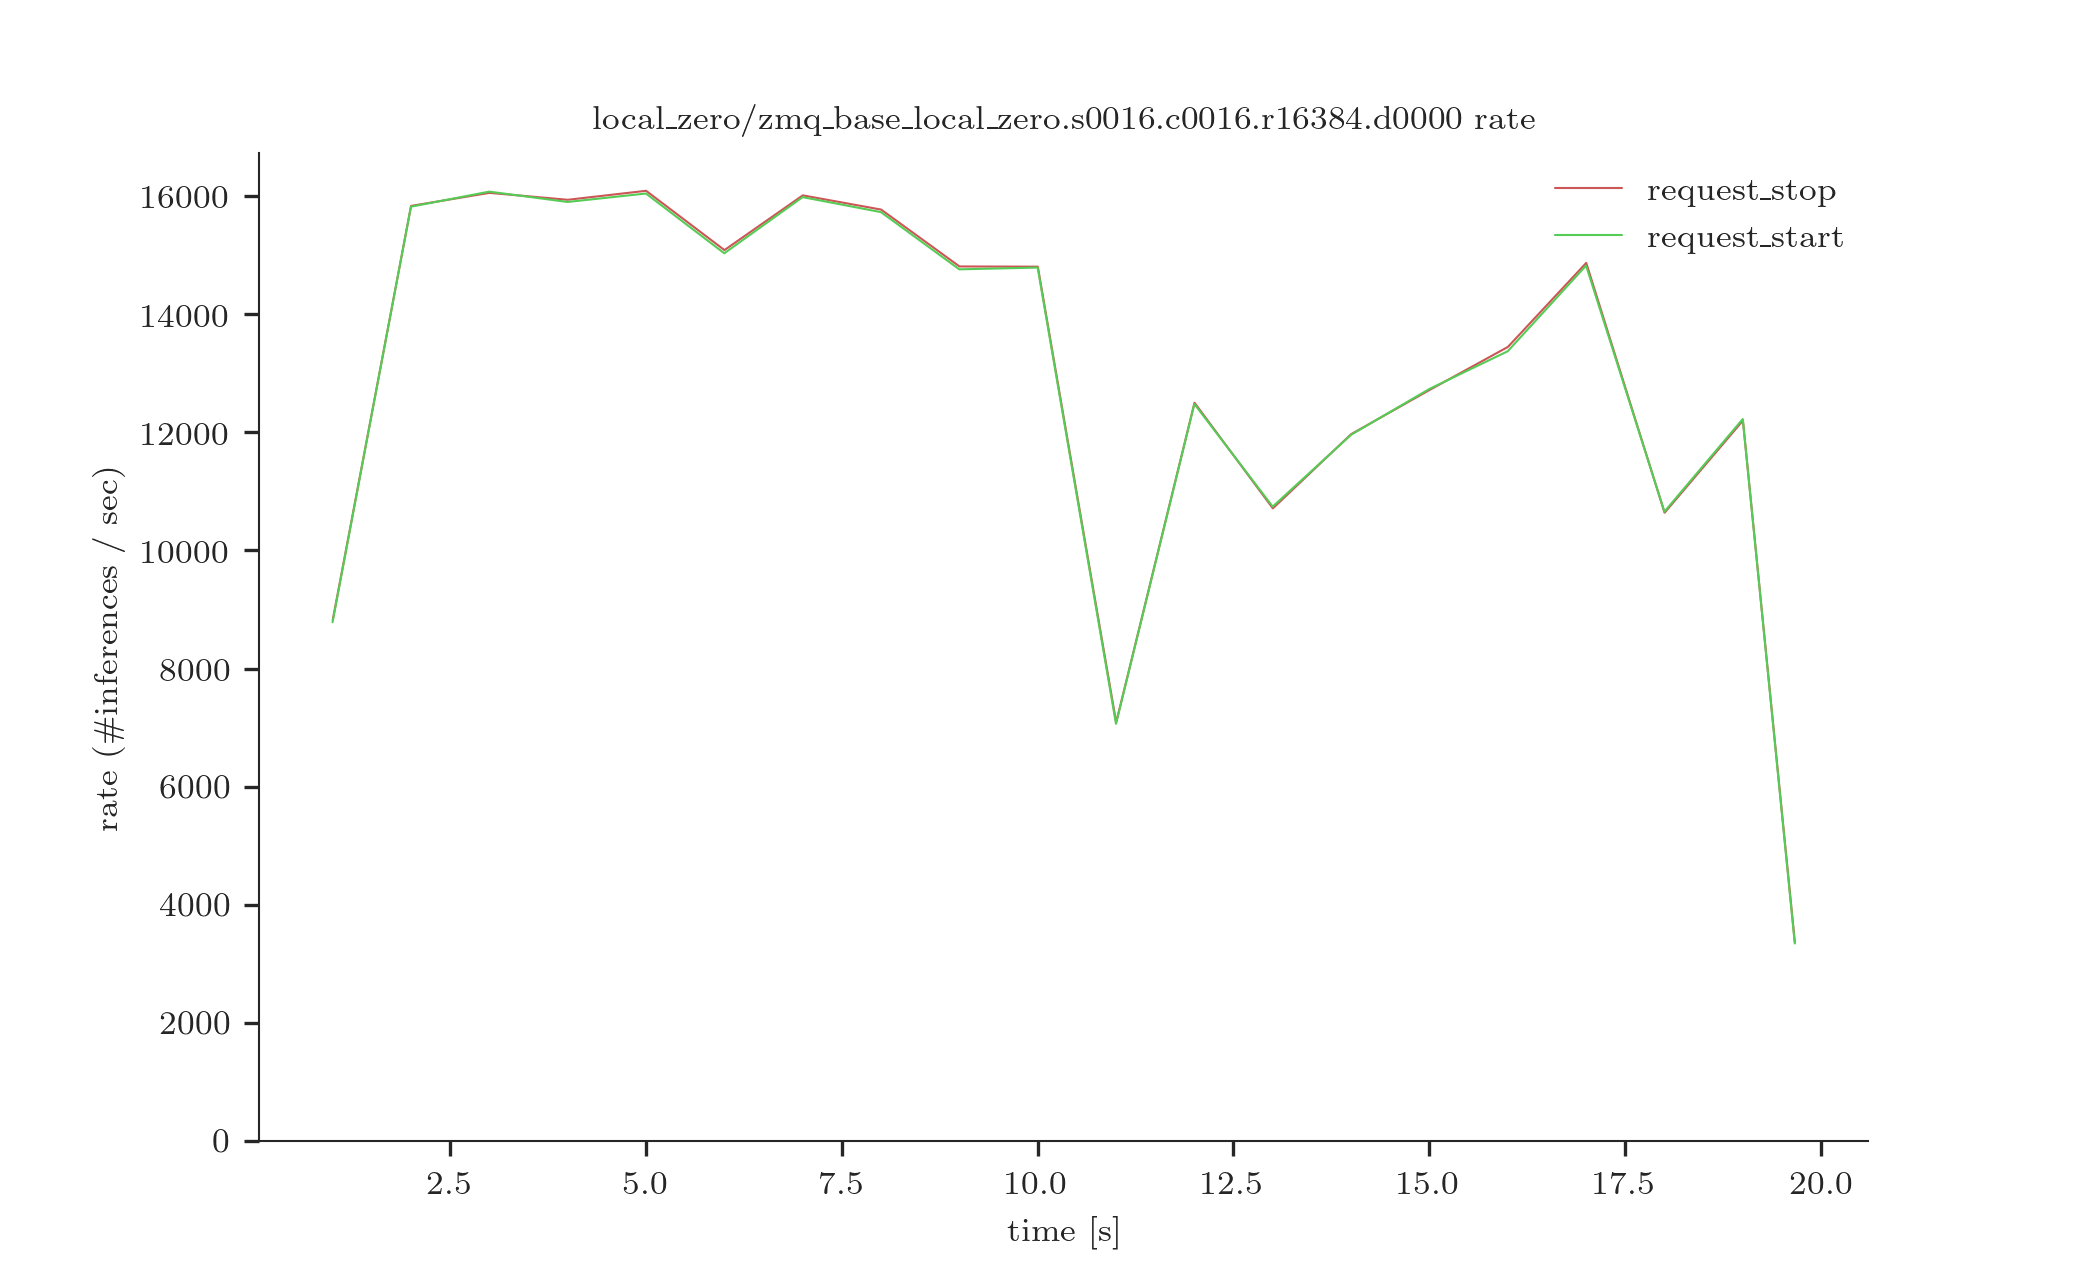 local_zero/zmq_base_local_zero.s0016.c0016.r16384.d0000 rate
request_stop
request_start
rate (#inferences / sec)
16000
14000
12000
10000
8000
6000
4000
2000
0
2.5 5.0 7.5 10.0 12.5 15.0 17.5 20.0
time [s]